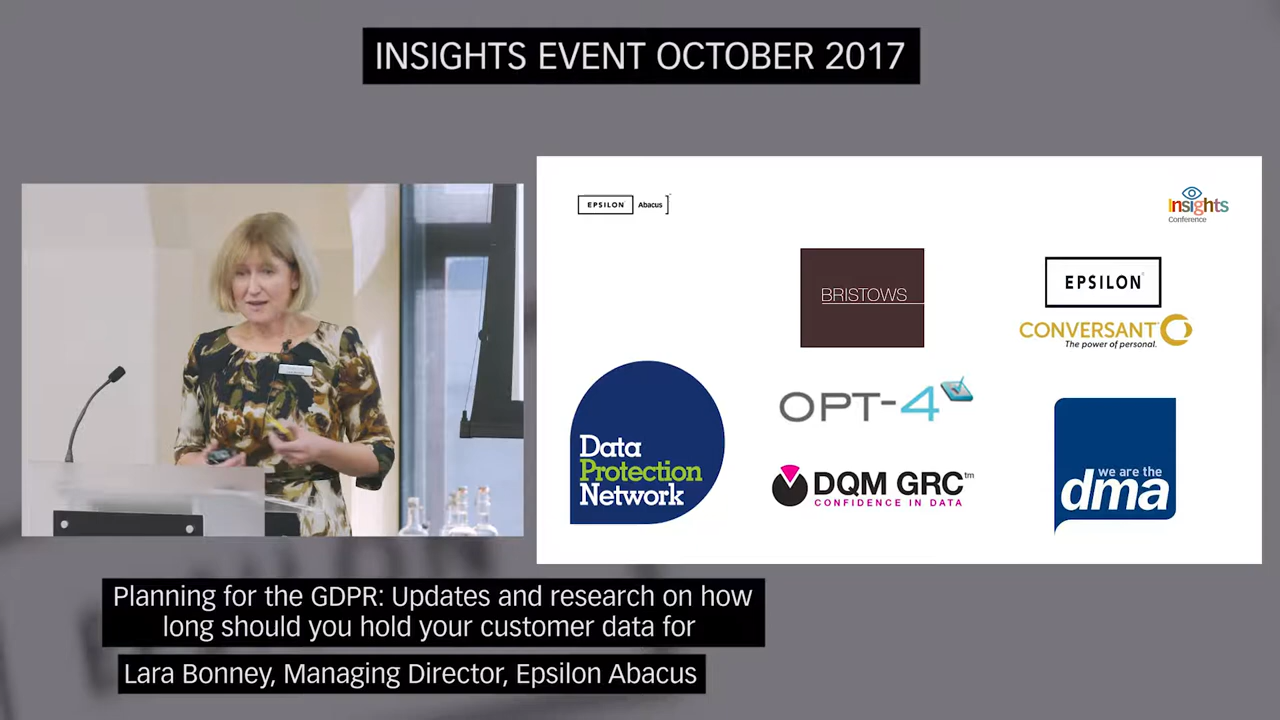 INSIGHTS EVENT OCTOBER 2017
EPSILON Abacus
Insights
Conference
BRISTOWS
EPSILON
CONVERSANT
The power of personal.
OPT-4
Data
Protection
Network
DQM GRC™
CONFIDENCE IN DATA
we are the
dma
Planning for the GDPR: Updates and research on how
long should you hold your customer data for
Lara Bonney, Managing Director, Epsilon Abacus